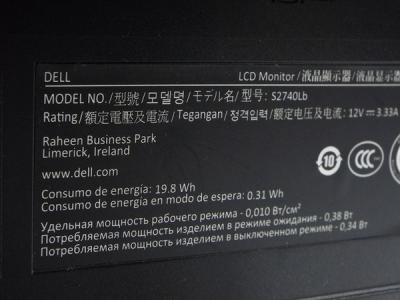 DELL
LCD Monitor/液晶顯示器/液晶显示器
MODEL NO./型號/모델명/モデル名/型号: S2740Lb
Rating/額定電壓及電流/Tegangan/정격입력/额定电压及电流: 12V⎓3.33A
Raheen Business Park
Limerick, Ireland
www.dell.com
10
CCC
Consumo de energía: 19.8 Wh
Consumo de energía en modo de espera: 0.31 Wh
Удельная мощность рабочего режима - 0,010 Вт/см²
Потребляемая мощность изделием в режиме ожидания - 0,38 Вт
Потребляемая мощность изделием в выключенном режиме - 0,34 Вт